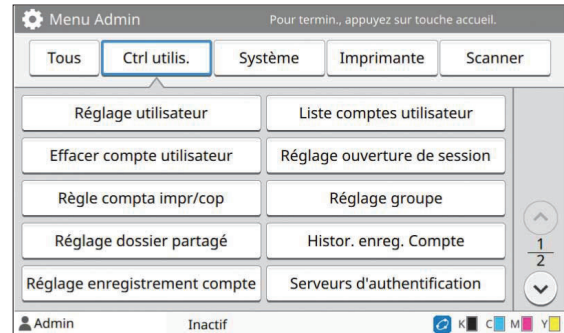 Menu Admin
Pour termin., appuyez sur touche accueil.
Tous Ctrl utilis. Système Imprimante Scanner
Réglage utilisateur Liste comptes utilisateur
Effacer compte utilisateur Réglage ouverture de session
Règle compta impr/cop Réglage groupe
Réglage dossier partagé Histor. enreg. Compte
1
2
Réglage enregistrement compte Serveurs d'authentification
Admin Inactif K C M Y